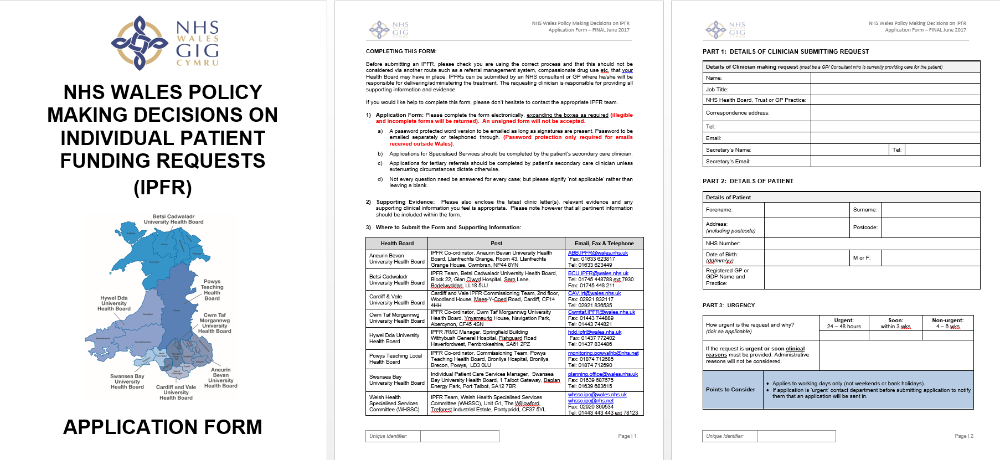 NHS
WALES
GIG
CYMRU
NHS WALES POLICY
MAKING DECISIONS ON
INDIVIDUAL PATIENT
FUNDING REQUESTS
(IPFR)
Betsi Cadwaladr
University Health Board
Powys
Teaching
Health
Board
Hywel Dda
University
Health Board
Cwm Taf
Morgannwg
University
Health Board
Swansea Bay
University
Health Board
Cardiff and Vale
University
Health Board
Aneurin
Bevan
University
Health Board
APPLICATION FORM
NHS
WALES
GIG
CYMRU
NHS Wales Policy Making Decisions on IPFR
Application Form – FINAL June 2017
COMPLETING THIS FORM:
Before submitting an IPFR, please check you are using the correct process and that this should not be
considered via another route such as a referral management system, compassionate drug use etc, that your
Health Board may have in place. IPFRs can be submitted by an NHS consultant or GP where he/she will be
responsible for delivering/administering the treatment. The requesting clinician is responsible for providing all
supporting information and evidence.
If you would like help to complete this form, please don't hesitate to contact the appropriate IPFR team.
1) Application Form: Please complete the form electronically, expanding the boxes as required (illegible
and incomplete forms will be returned). An unsigned form will not be accepted.
a) A password protected word version to be emailed as long as signatures are present. Password to be
emailed separately or telephoned through. (Password protection only required for emails
received outside Wales).
b) Applications for Specialised Services should be completed by the patient's secondary care clinician.
c) Applications for tertiary referrals should be completed by patient's secondary care clinician unless
extenuating circumstances dictate otherwise.
d) Not every question need be answered for every case; but please signify 'not applicable' rather than
leaving a blank.
2) Supporting Evidence: Please also enclose the latest clinic letter(s), relevant evidence and any
supporting clinical information you feel is appropriate. Please note however that all pertinent information
should be included within the form.
3) Where to Submit the Form and Supporting Information:
Health Board Post Email, Fax & Telephone
Aneurin Bevan
University Health Board
IPFR Co-ordinator, Aneurin Bevan University Health
Board, Llanfrechfa Grange, Room 43, Llanfrechfa
Grange House, Cwmbran, NP44 8YN
ABB.IPFR@wales.nhs.uk
Fax: 01633 623817
Tel: 01633 623449
Betsi Cadwaladr
University Health Board
IPFR Team, Betsi Cadwaladr University Health Board,
Block 22, Glan Clwyd Hospital, Sarn Lane,
Bodelwyddan, LL18 5UJ
BCU.IPFR@wales.nhs.uk
Tel: 01745 448788 ext 7930
Fax: 01745 448 211
Cardiff & Vale
University Health Board
Cardiff and Vale IPFR Commissioning Team, 2nd floor,
Woodland House, Maes-Y-Coed Road, Cardiff, CF14
4HH
CAV.Irt@wales.nhs.uk
Fax: 02921 832117
Tel: 02921 836535
Cwm Taf Morgannwg
University Health Board
IPFR Co-ordinator, Cwm Taf Morgannwg University
Health Board, Ynysmeurig House, Navigation Park,
Abercynon, CF45 4SN
Cwmtaf.IPFR@wales.nhs.uk
Fax: 01443 744889
Tel: 01443 744821
Hywel Dda University
Health Board
IPFR /RMC Manager, Springfield Building
Withybush General Hospital, Fishguard Road
Haverfordwest, Pembrokeshire, SA61 2PZ
hdd.ipfr@wales.nhs.uk
Fax: 01437 772402
Tel: 01437 834486
Powys Teaching Local
Health Board
IPFR Co-ordinator, Commissioning Team, Powys
Teaching Health Board, Bronllys Hospital, Bronllys,
Brecon, Powys, LD3 0LU
monitoring.powyslhb@nhs.net
Fax: 01874 712685
Tel: 01874 712690
Swansea Bay
University Health Board
Individual Patient Care Services Manager, Swansea
Bay University Health Board, 1 Talbot Gateway, Baglan
Energy Park, Port Talbot, SA12 7BR
planning.office@wales.nhs.uk
Fax: 01639 687675
Tel: 01639 683615
Welsh Health
Specialised Services
Committee (WHSSC)
IPFR Team, Welsh Health Specialised Services
Committee (WHSSC), Unit G1, The Willowford,
Treforest Industrial Estate, Pontypridd, CF37 5YL
whssc.ipc@wales.nhs.uk
whssc.ipc@nhs.net
Fax: 02920 869534
Tel: 01443 443 443 ext 78123
Unique Identifier:
Page | 1
NHS
WALES
GIG
CYMRU
NHS Wales Policy Making Decisions on IPFR
Application Form – FINAL June 2017
PART 1: DETAILS OF CLINICIAN SUBMITTING REQUEST
Details of Clinician making request (must be a GP/ Consultant who is currently providing care for the patient)
Name:
Job Title:
NHS Health Board, Trust or GP Practice:
Correspondence address:
Tel:
Email:
Secretary's Name: Tel:
Secretary's Email:
PART 2: DETAILS OF PATIENT
Details of Patient
Forename: Surname:
Address:
(including postcode)
Postcode:
NHS Number:
Date of Birth:
(dd/mm/yy)
M or F:
Registered GP or
GDP Name and
Practice:
PART 3: URGENCY
How urgent is the request and why?
(tick as applicable)
Urgent:
24 – 48 hours
Soon:
within 3 wks
Non-urgent:
4 – 6 wks
If the request is urgent or soon clinical
reasons must be provided. Administrative
reasons will not be considered.
Points to Consider
• Applies to working days only (not weekends or bank holidays).
• If application is 'urgent' contact department before submitting application to notify
them that an application will be sent in.
Unique Identifier:
Page | 2